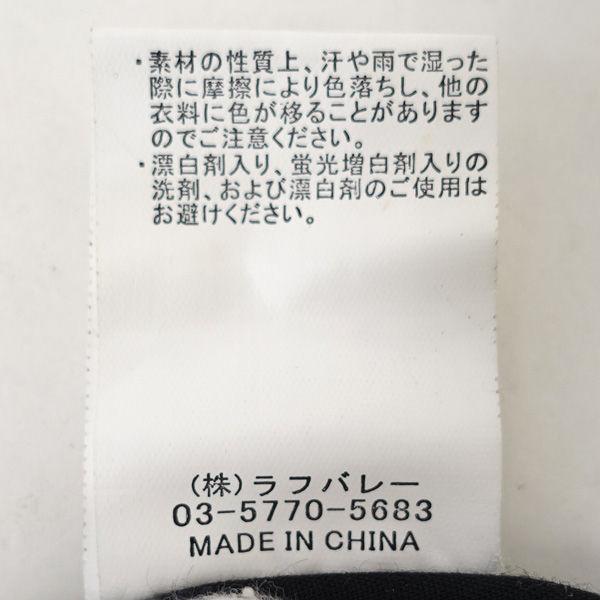 ・素材の性質上、汗や雨で湿った
際に摩擦により色落ちし、他の
衣料に色が移ることがあります
のでご注意ください。
・漂白剤入り、蛍光増白剤入りの
洗剤、および漂白剤のご使用は
お避けください。
(株)ラフバレー
03-5770-5683
MADE IN CHINA